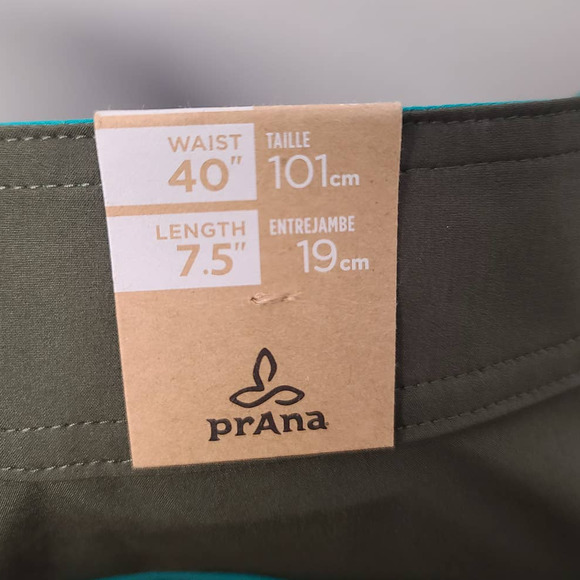 WAIST
40"
TAILLE
101cm
LENGTH
7.5"
ENTREJAMBE
19cm
prAna